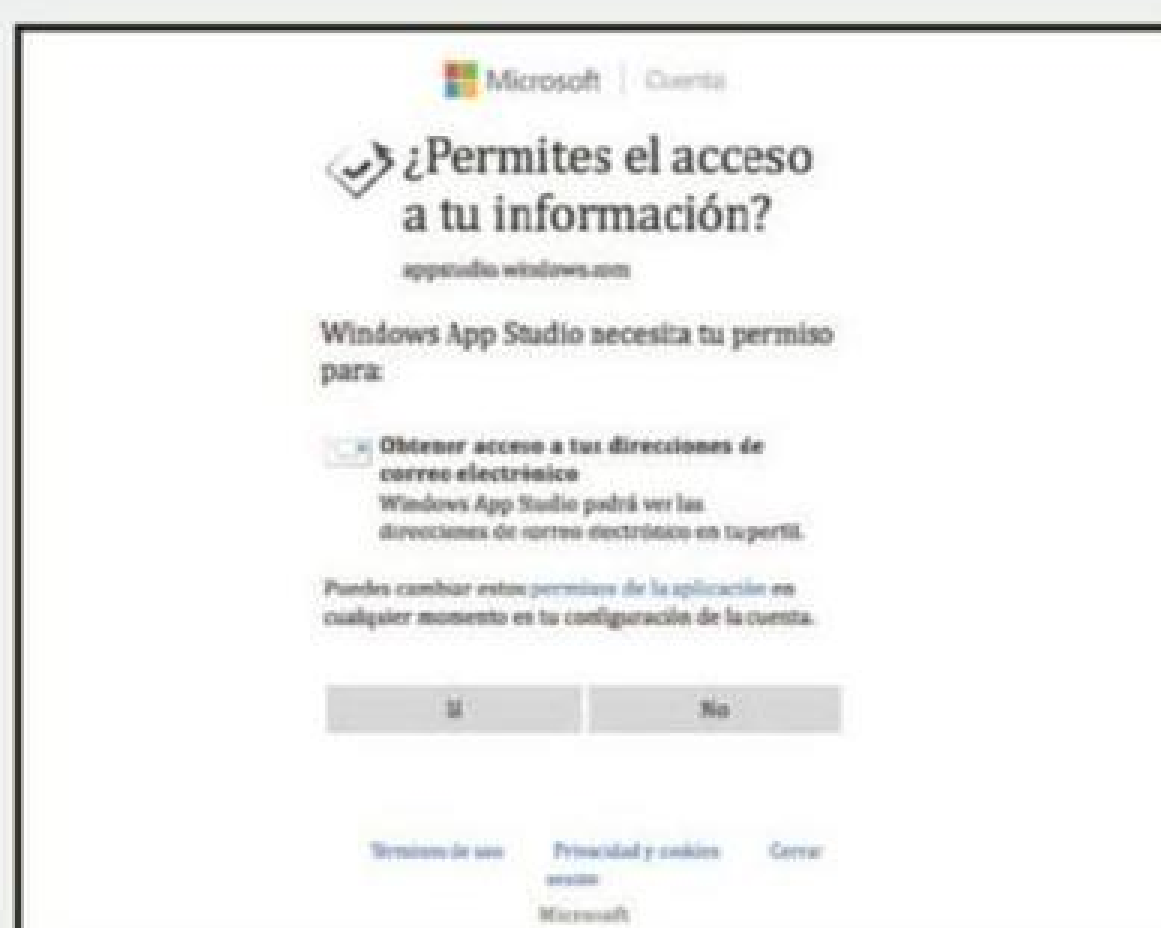 Microsoft | Cuenta
¿Permites el acceso
a tu información?
appstudio.windows.com
Windows App Studio necesita tu permiso
para:
Obtener acceso a tus direcciones de
correo electrónico
Windows App Studio podrá ver las
direcciones de correo electrónico en tu perfil.
Puedes cambiar estos permisos de la aplicación en
cualquier momento en tu configuración de la cuenta.
Sí No
Términos de uso Privacidad y cookies Cerrar
sesión
Microsoft